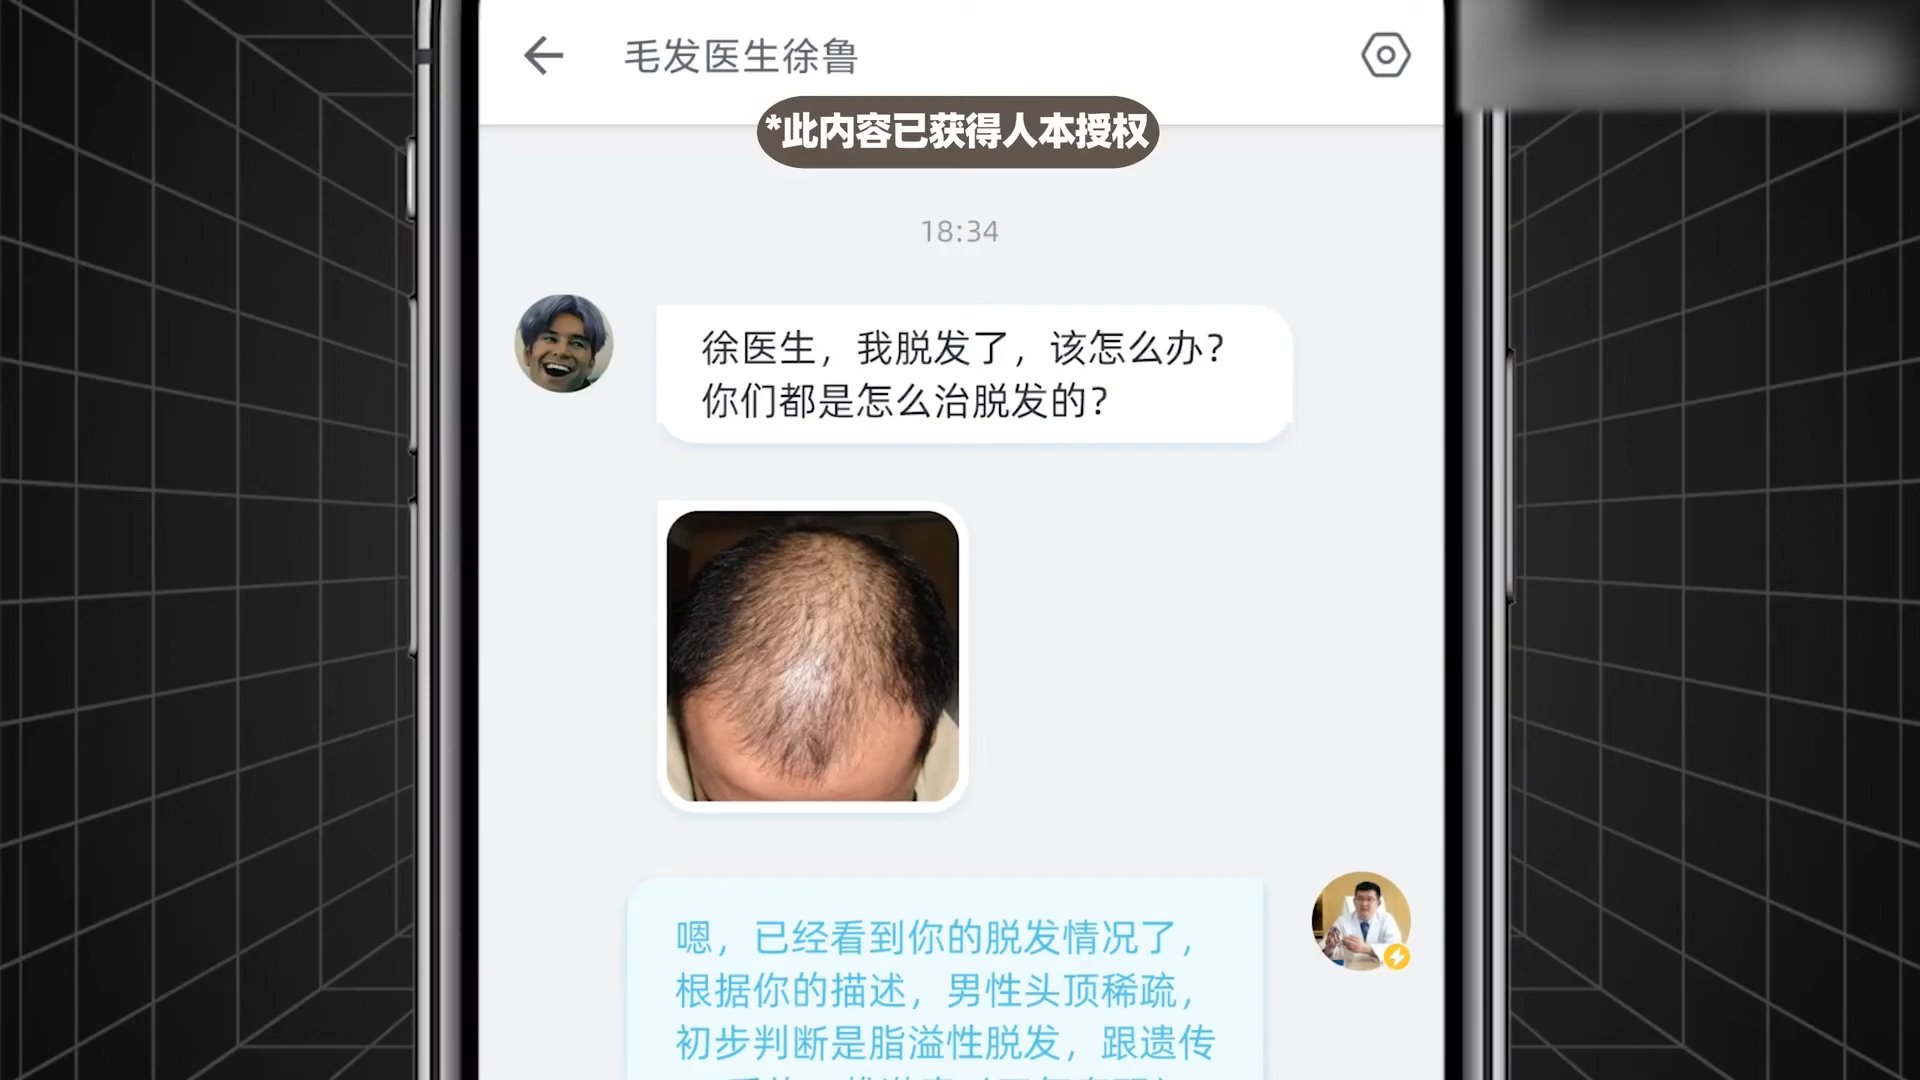 毛发医生徐鲁
*此内容已获得人本授权
18:34
徐医生，我脱发了，该怎么办？
你们都是怎么治脱发的？
嗯，已经看到你的脱发情况了，
根据你的描述，男性头顶稀疏，
初步判断是脂溢性脱发，跟遗传